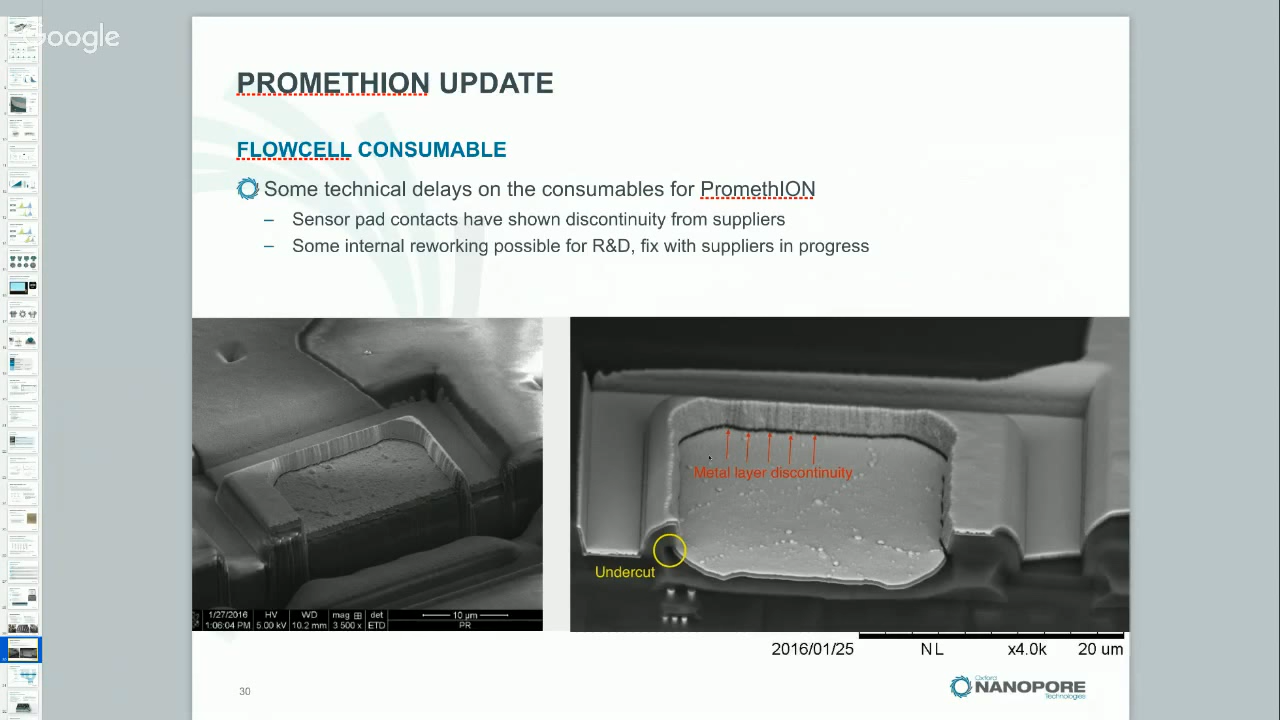 Google
PROMETHION UPDATE
FLOWCELL CONSUMABLE
Some technical delays on the consumables for PromethION
– Sensor pad contacts have shown discontinuity from suppliers
– Some internal reworking possible for R&D, fix with suppliers in progress
Metal layer discontinuity
Undercut
1/27/2016 HV WD mag det 10 µm
1:06:04 PM 5.00 kV 10.2 mm 3 500 x ETD PR
2016/01/25 NL x4.0k 20 um
30
Oxford
NANOPORE
Technologies